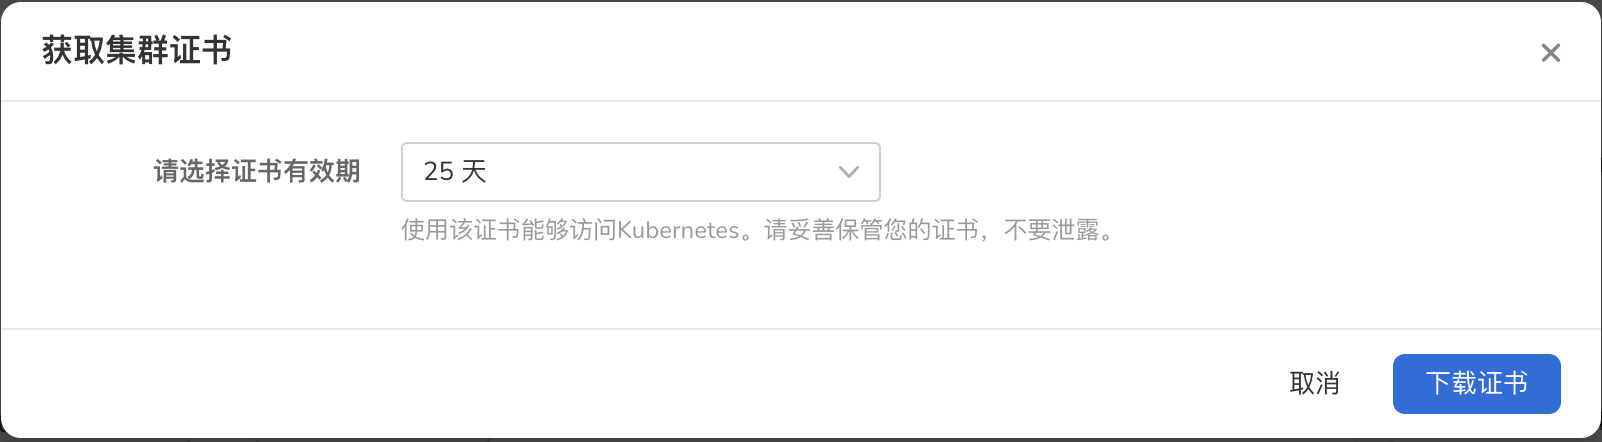 获取集群证书
请选择证书有效期
25 天
使用该证书能够访问Kubernetes。请妥善保管您的证书，不要泄露。
取消
下载证书